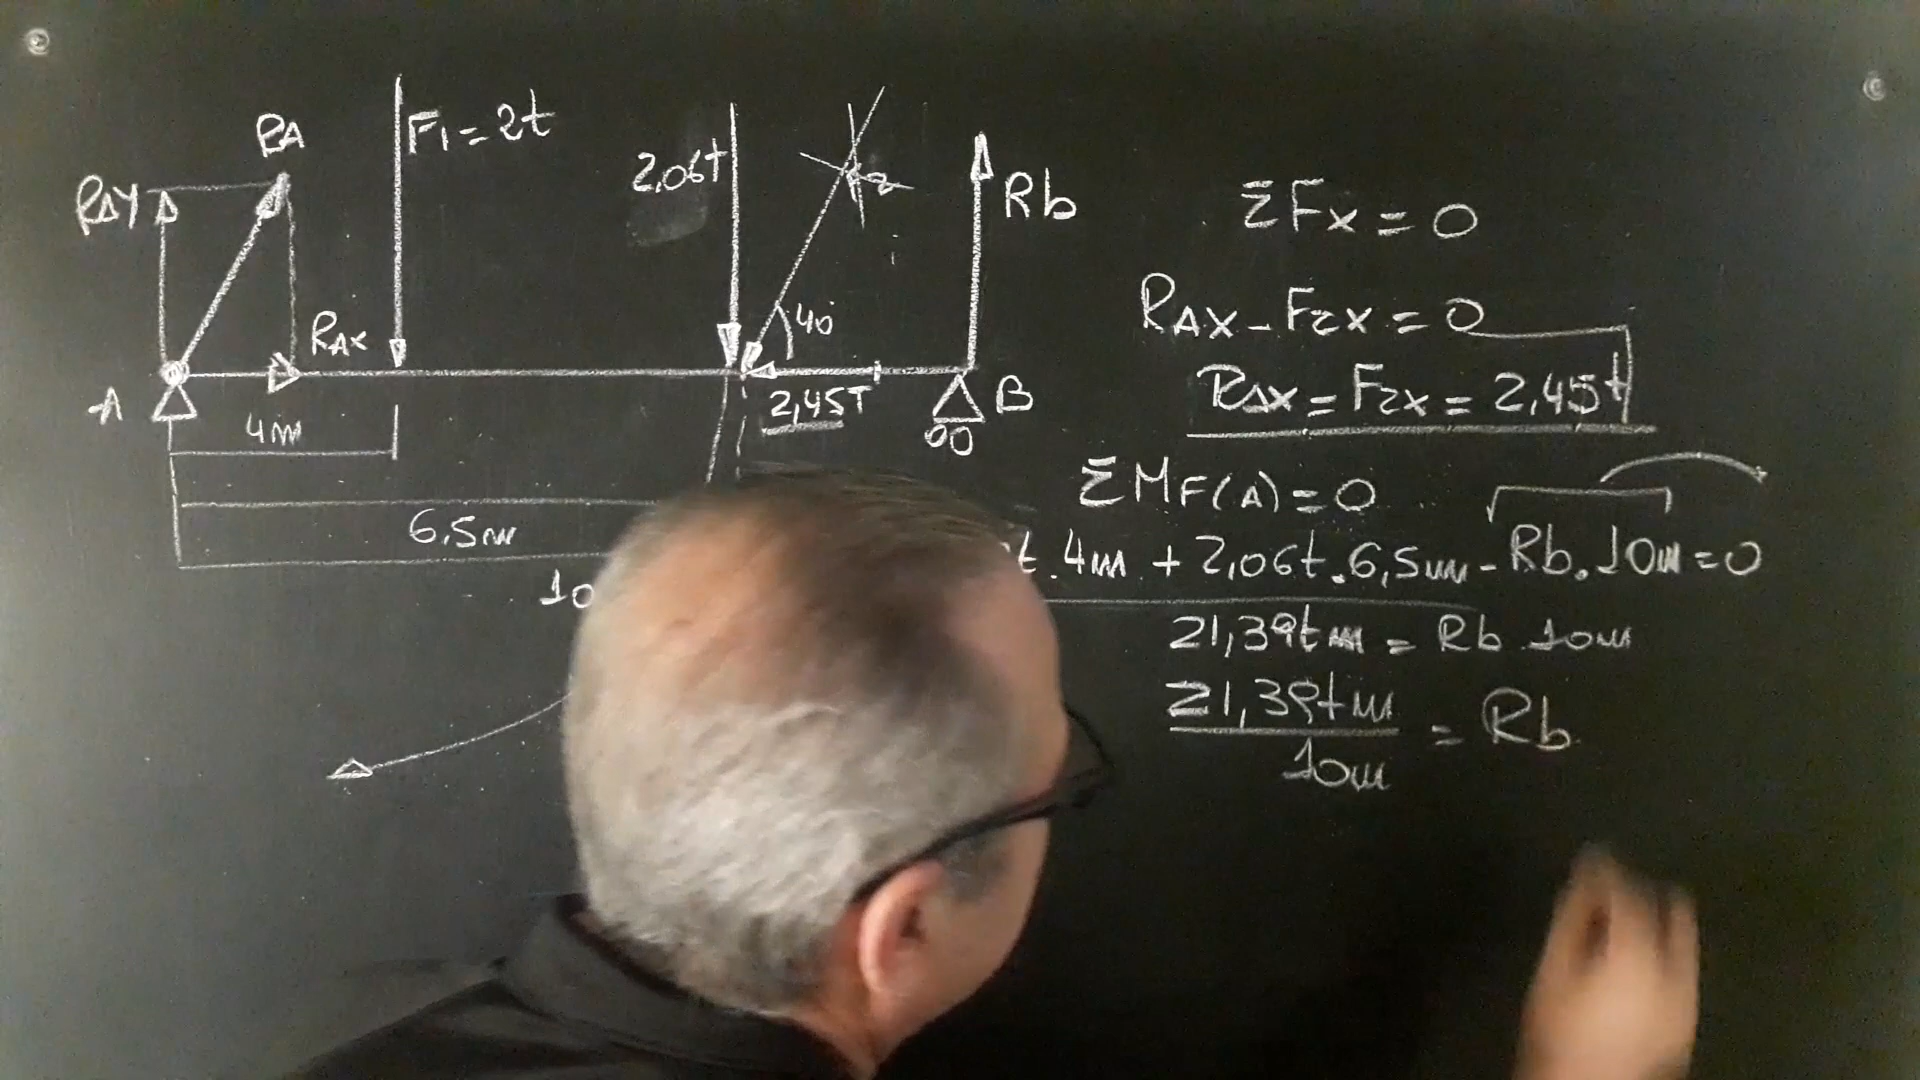 RA
F1=2t
RAY
2,06t
Rb
RAX
40
A
4m
2,45T
B
6,5m
10
ΣFx=0
RAX-F2X=0
RAX=F2X=2,45t
ΣMF(A)=0
t.4m+2,06t.6,5m-Rb.10m=0
21,39tm=Rb.10m
21,39tm
10m
=Rb